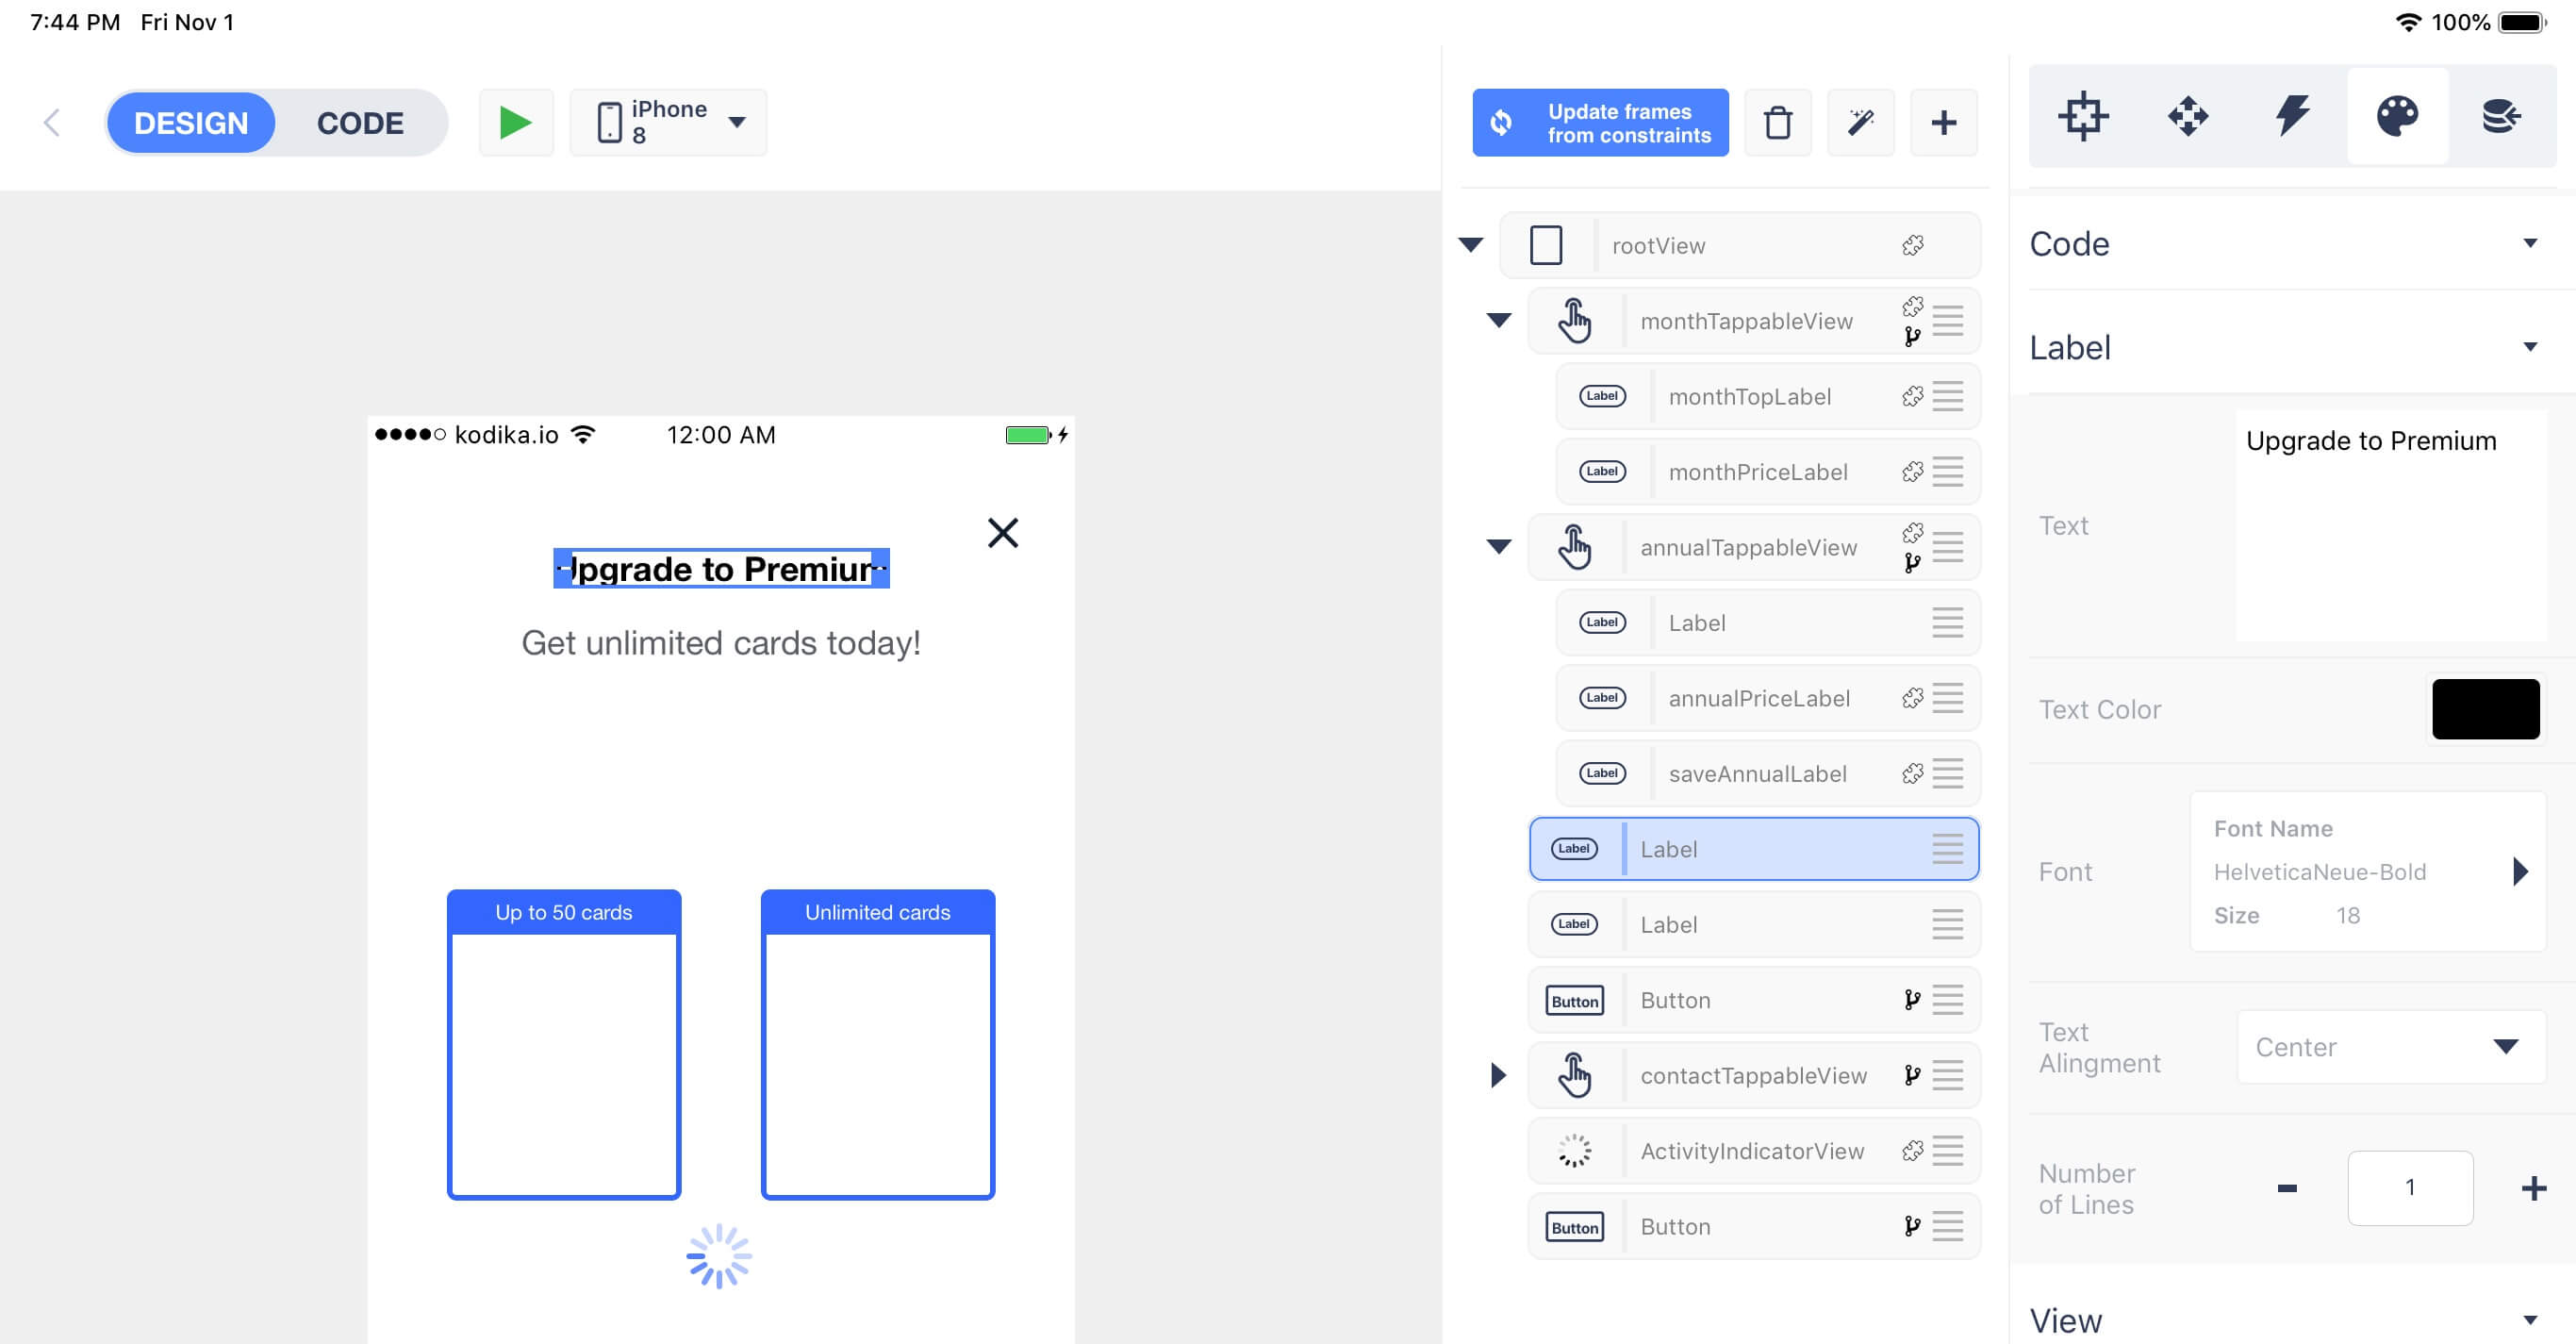 7:44 PM Fri Nov 1
100%
DESIGN CODE
iPhone 8
Update frames
from constraints
kodika.io 12:00 AM
Upgrade to Premium
Get unlimited cards today!
Up to 50 cards
Unlimited cards
rootView
monthTappableView
Label monthTopLabel
Label monthPriceLabel
annualTappableView
Label Label
Label annualPriceLabel
Label saveAnnualLabel
Label Label
Label Label
Button Button
contactTappableView
ActivityIndicatorView
Button Button
Code
Label
Text
Upgrade to Premium
Text Color
Font
Font Name
HelveticaNeue-Bold
Size 18
Text
Alingment
Center
Number
of Lines
1
View